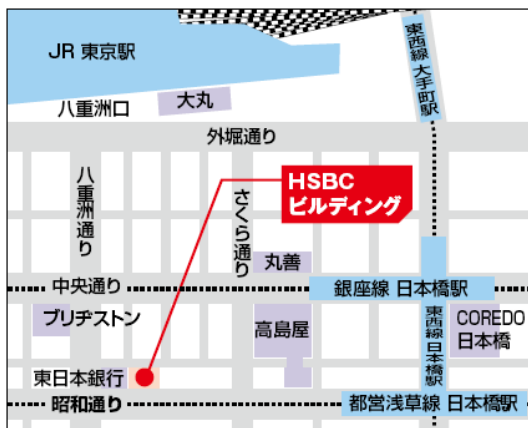 JR 東京駅
東西線 大手町駅
八重洲口
大丸
外堀通り
八重洲通り
さくら通り
HSBC
ビルディング
丸善
中央通り
銀座線 日本橋駅
ブリヂストン
高島屋
東西線 日本橋駅
COREDO
日本橋
東日本銀行
昭和通り
都営浅草線 日本橋駅